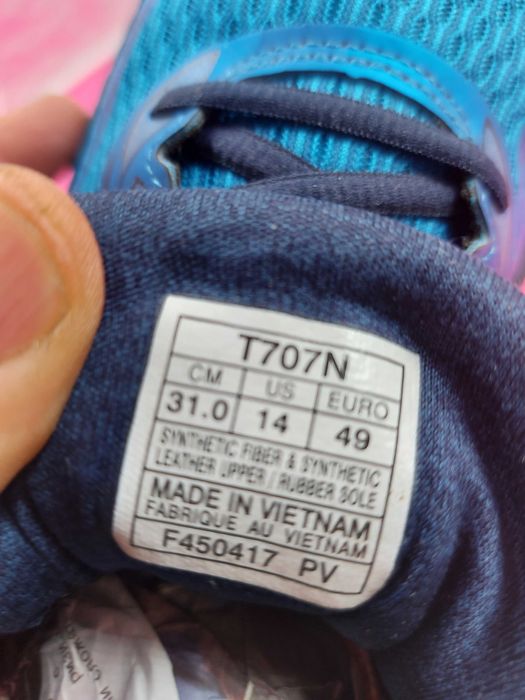 T707N
CM US EURO
31.0 14 49
SYNTHETIC FIBER & SYNTHETIC
LEATHER UPPER / RUBBER SOLE
MADE IN VIETNAM
FABRIQUE AU VIETNAM
F450417 PV